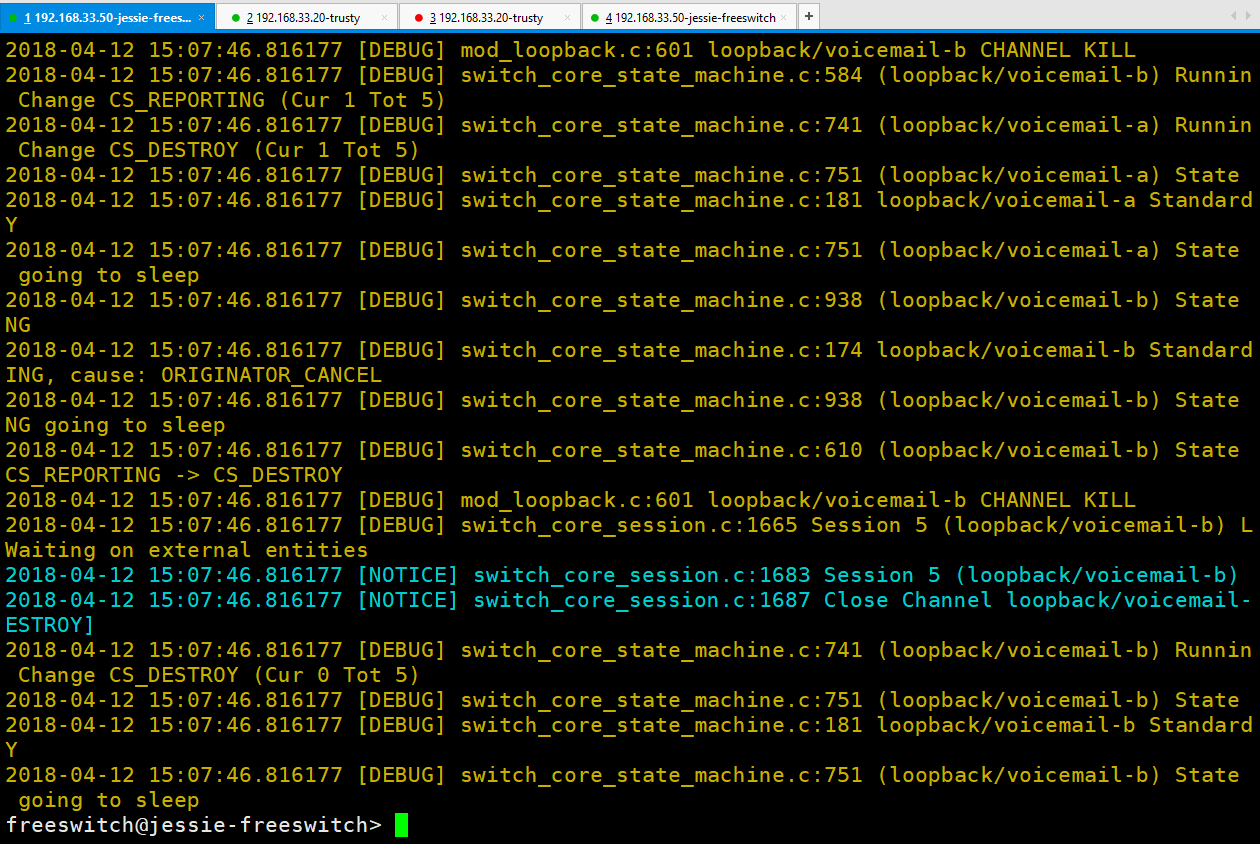 1 192.168.33.50-jessie-frees... ×
2 192.168.33.20-trusty ×
3 192.168.33.20-trusty ×
4 192.168.33.50-jessie-freeswitch ×
+
2018-04-12 15:07:46.816177 [DEBUG] mod_loopback.c:601 loopback/voicemail-b CHANNEL KILL
2018-04-12 15:07:46.816177 [DEBUG] switch_core_state_machine.c:584 (loopback/voicemail-b) Runnin
Change CS_REPORTING (Cur 1 Tot 5)
2018-04-12 15:07:46.816177 [DEBUG] switch_core_state_machine.c:741 (loopback/voicemail-a) Runnin
Change CS_DESTROY (Cur 1 Tot 5)
2018-04-12 15:07:46.816177 [DEBUG] switch_core_state_machine.c:751 (loopback/voicemail-a) State
2018-04-12 15:07:46.816177 [DEBUG] switch_core_state_machine.c:181 loopback/voicemail-a Standard
Y
2018-04-12 15:07:46.816177 [DEBUG] switch_core_state_machine.c:751 (loopback/voicemail-a) State
going to sleep
2018-04-12 15:07:46.816177 [DEBUG] switch_core_state_machine.c:938 (loopback/voicemail-b) State
NG
2018-04-12 15:07:46.816177 [DEBUG] switch_core_state_machine.c:174 loopback/voicemail-b Standard
ING, cause: ORIGINATOR_CANCEL
2018-04-12 15:07:46.816177 [DEBUG] switch_core_state_machine.c:938 (loopback/voicemail-b) State
NG going to sleep
2018-04-12 15:07:46.816177 [DEBUG] switch_core_state_machine.c:610 (loopback/voicemail-b) State
CS_REPORTING -> CS_DESTROY
2018-04-12 15:07:46.816177 [DEBUG] mod_loopback.c:601 loopback/voicemail-b CHANNEL KILL
2018-04-12 15:07:46.816177 [DEBUG] switch_core_session.c:1665 Session 5 (loopback/voicemail-b) L
Waiting on external entities
2018-04-12 15:07:46.816177 [NOTICE] switch_core_session.c:1683 Session 5 (loopback/voicemail-b)
2018-04-12 15:07:46.816177 [NOTICE] switch_core_session.c:1687 Close Channel loopback/voicemail-
ESTROY]
2018-04-12 15:07:46.816177 [DEBUG] switch_core_state_machine.c:741 (loopback/voicemail-b) Runnin
Change CS_DESTROY (Cur 0 Tot 5)
2018-04-12 15:07:46.816177 [DEBUG] switch_core_state_machine.c:751 (loopback/voicemail-b) State
2018-04-12 15:07:46.816177 [DEBUG] switch_core_state_machine.c:181 loopback/voicemail-b Standard
Y
2018-04-12 15:07:46.816177 [DEBUG] switch_core_state_machine.c:751 (loopback/voicemail-b) State
going to sleep
freeswitch@jessie-freeswitch>